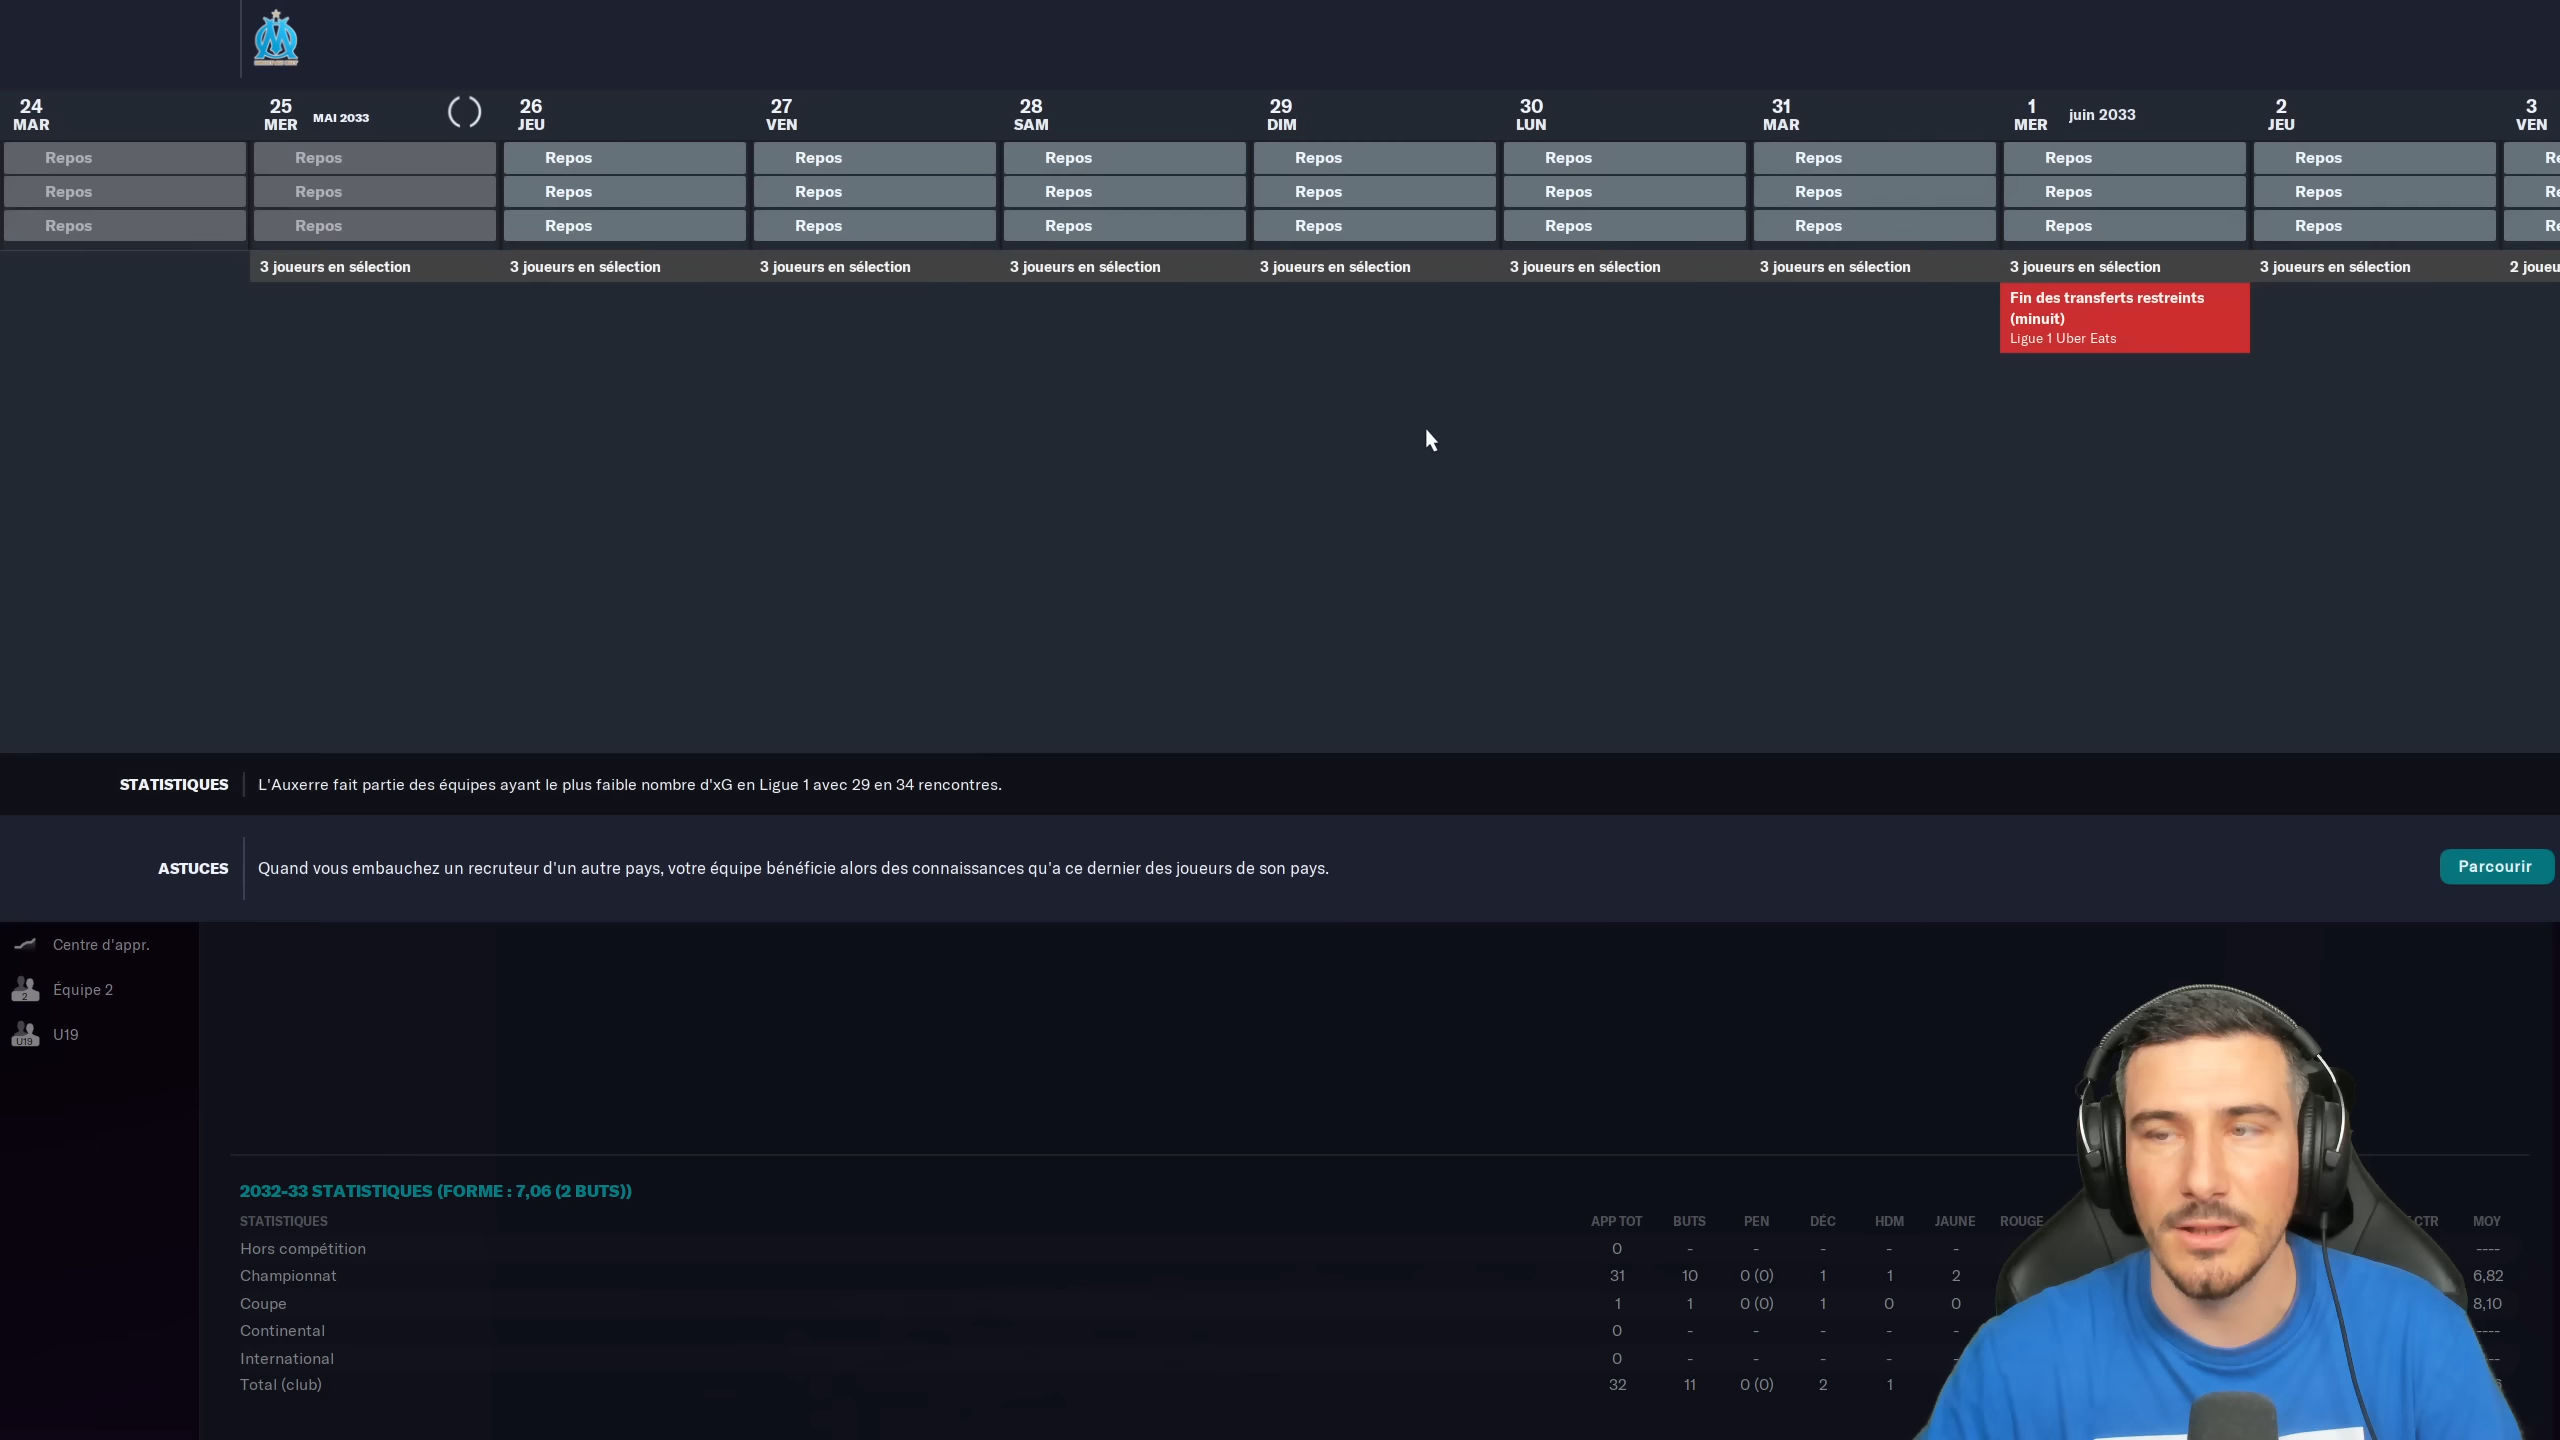 24 MAR
25 MER MAI 2033
26 JEU
27 VEN
28 SAM
29 DIM
30 LUN
31 MAR
1 MER juin 2033
2 JEU
3 VEN
Repos Repos Repos Repos Repos Repos Repos Repos Repos Repos
Repos Repos Repos Repos Repos Repos Repos Repos Repos Repos
Repos Repos Repos Repos Repos Repos Repos Repos Repos Repos
3 joueurs en sélection 3 joueurs en sélection 3 joueurs en sélection 3 joueurs en sélection 3 joueurs en sélection 3 joueurs en sélection 3 joueurs en sélection 3 joueurs en sélection 3 joueurs en sélection 2
Fin des transferts restreints
(minuit)
Ligue 1 Uber Eats
STATISTIQUES L'Auxerre fait partie des équipes ayant le plus faible nombre d'xG en Ligue 1 avec 29 en 34 rencontres.
ASTUCES Quand vous embauchez un recruteur d'un autre pays, votre équipe bénéficie alors des connaissances qu'a ce dernier des joueurs de son pays. Parcourir
Centre d'appr.
2 Équipe 2
U19 U19
2032-33 STATISTIQUES (FORME : 7,06 (2 BUTS))
STATISTIQUES APP TOT BUTS PEN DÉC HDM JAUNE ROUGE CTR MOY
Hors compétition 0 - - - - - ----
Championnat 31 10 0 (0) 1 1 2 6,82
Coupe 1 1 0 (0) 1 0 0 8,10
Continental 0 - - - - - ----
International 0 - - - - -
Total (club) 32 11 0 (0) 2 1